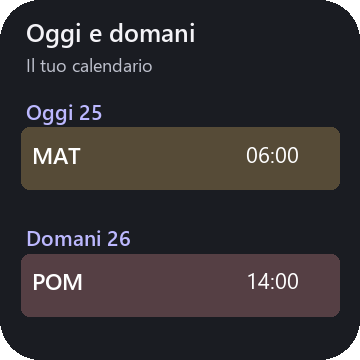 Oggi e domani
Il tuo calendario
Oggi 25
MAT 06:00
Domani 26
POM 14:00